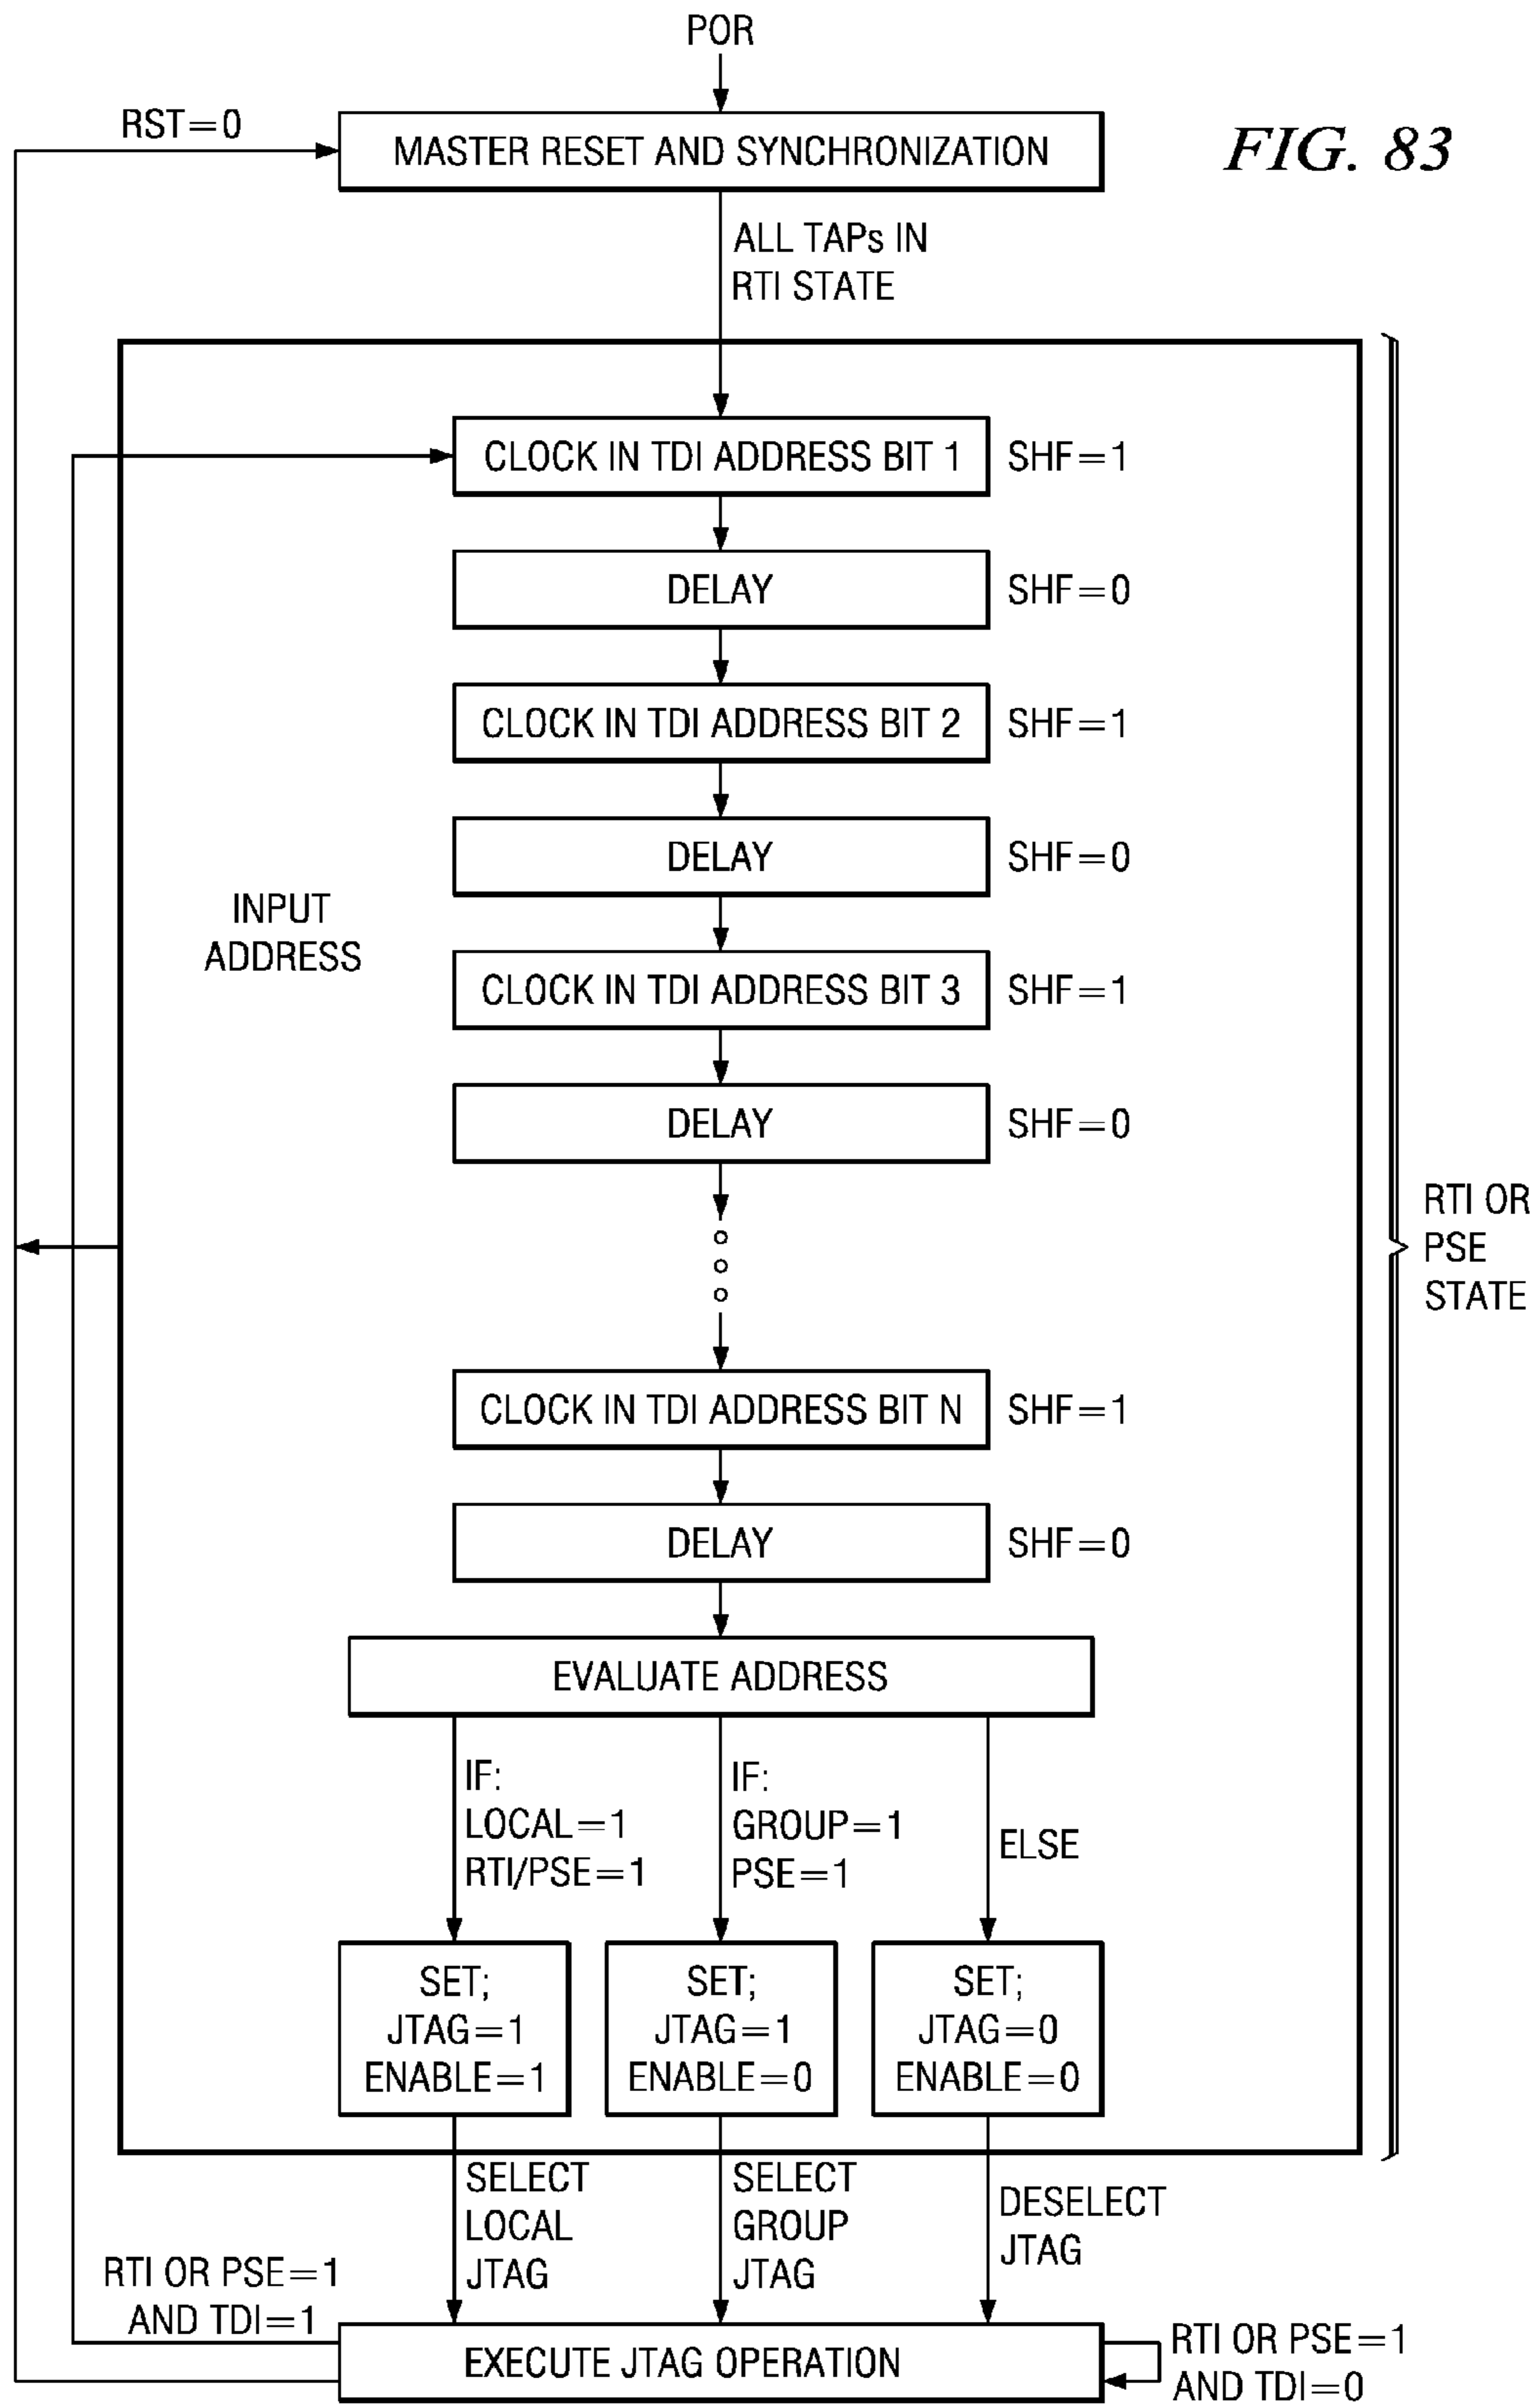 POR
RST=0
MASTER RESET AND SYNCHRONIZATION
FIG. 83
ALL TAPs IN
RTI STATE
CLOCK IN TDI ADDRESS BIT 1
SHF=1
DELAY
SHF=0
CLOCK IN TDI ADDRESS BIT 2
SHF=1
DELAY
SHF=0
INPUT
ADDRESS
CLOCK IN TDI ADDRESS BIT 3
SHF=1
DELAY
SHF=0
RTI OR
PSE
STATE
CLOCK IN TDI ADDRESS BIT N
SHF=1
DELAY
SHF=0
EVALUATE ADDRESS
IF:
LOCAL=1
RTI/PSE=1
IF:
GROUP=1
PSE=1
ELSE
SET;
JTAG=1
ENABLE=1
SET;
JTAG=1
ENABLE=0
SET;
JTAG=0
ENABLE=0
SELECT
LOCAL
JTAG
SELECT
GROUP
JTAG
DESELECT
JTAG
RTI OR PSE=1
AND TDI=1
EXECUTE JTAG OPERATION
RTI OR PSE=1
AND TDI=0